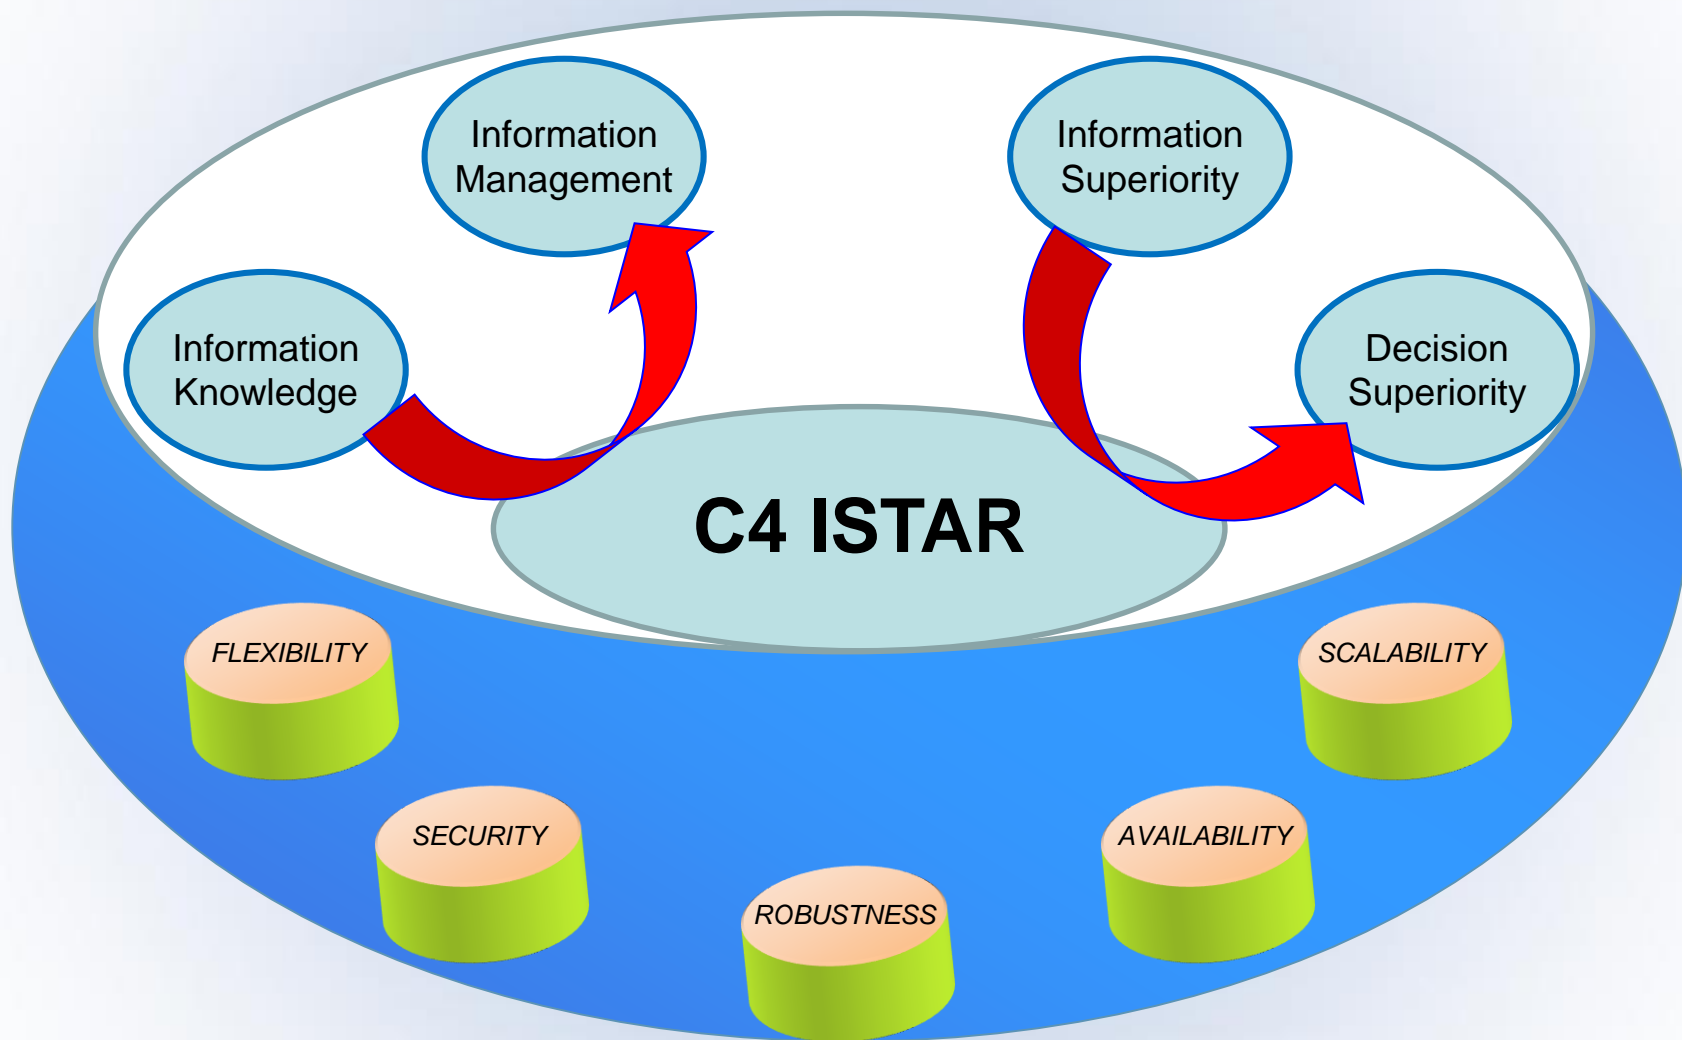 Information
Management
Information
Superiority
Information
Knowledge
Decision
Superiority
C4 ISTAR
FLEXIBILITY
SCALABILITY
SECURITY
AVAILABILITY
ROBUSTNESS